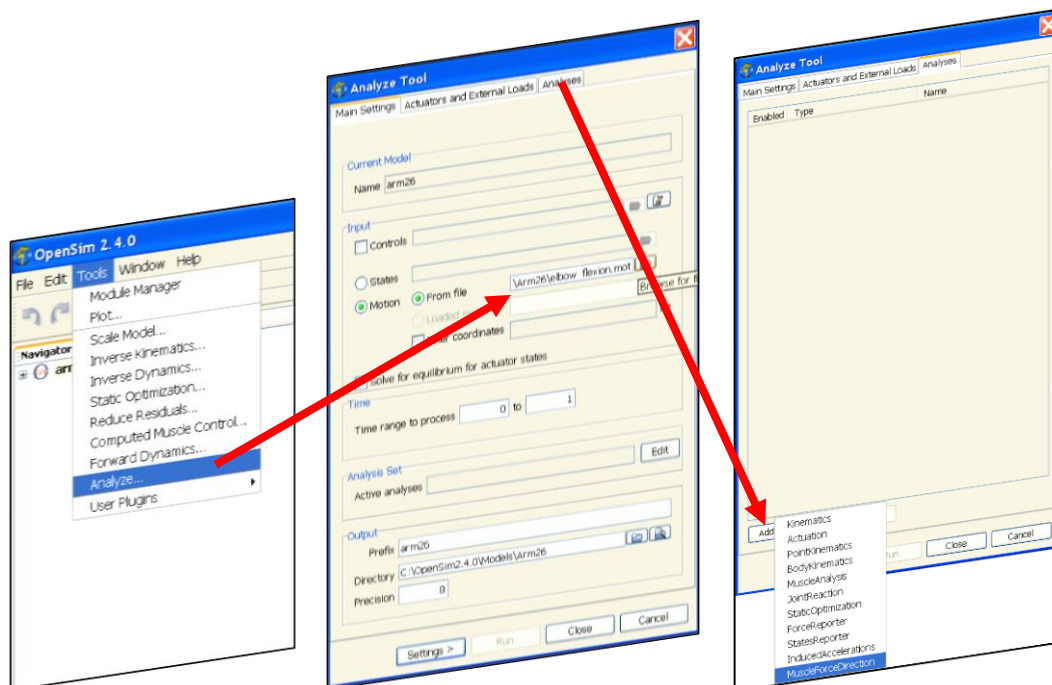 OpenSim 2.4.0
File Edit Tools Window Help
Module Manager
Plot...
Scale Model...
Inverse Kinematics...
Inverse Dynamics...
Static Optimization...
Reduce Residuals...
Computed Muscle Control...
Forward Dynamics...
Analyze...
User Plugins
Navigator
Analyze Tool
Main Settings Actuators and External Loads Analyses
Current Model
Name arm26
Input
Controls
States
Motion From file \Arm26\elbow_flexion.mot
Browse for
Loaded
coordinates
Solve for equilibrium for actuator states
Time
Time range to process 0 to 1
Analysis Set
Active analyses Edit
Output
Prefix arm26
Directory C:\OpenSim2.4.0\Models\Arm26
Precision 8
Settings > Run Close Cancel
Analyze Tool
Main Settings Actuators and External Loads Analyses
Enabled Type Name
Add
Close Cancel
Kinematics
Actuation
PointKinematics
BodyKinematics
MuscleAnalysis
JointReaction
StaticOptimization
ForceReporter
StatesReporter
InducedAccelerations
MuscleForceDirection